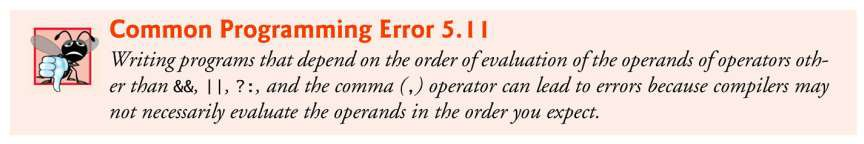 Common Programming Error 5.11
Writing programs that depend on the order of evaluation of the operands of operators oth-
er than &&, ||, ?:, and the comma (,) operator can lead to errors because compilers may
not necessarily evaluate the operands in the order you expect.